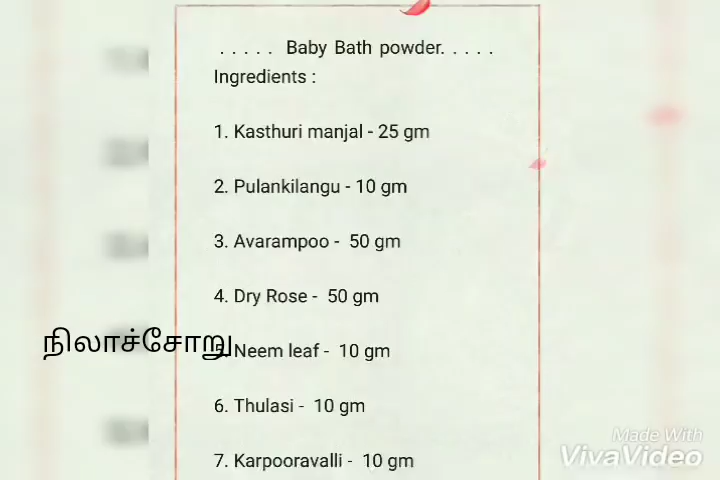 . . . . . Baby Bath powder. . . . .
Ingredients :
1. Kasthuri manjal - 25 gm
2. Pulankilangu - 10 gm
3. Avarampoo - 50 gm
4. Dry Rose - 50 gm
நிலாச்சோறு
5. Neem leaf - 10 gm
6. Thulasi - 10 gm
7. Karpooravalli - 10 gm
Made With
VivaVideo